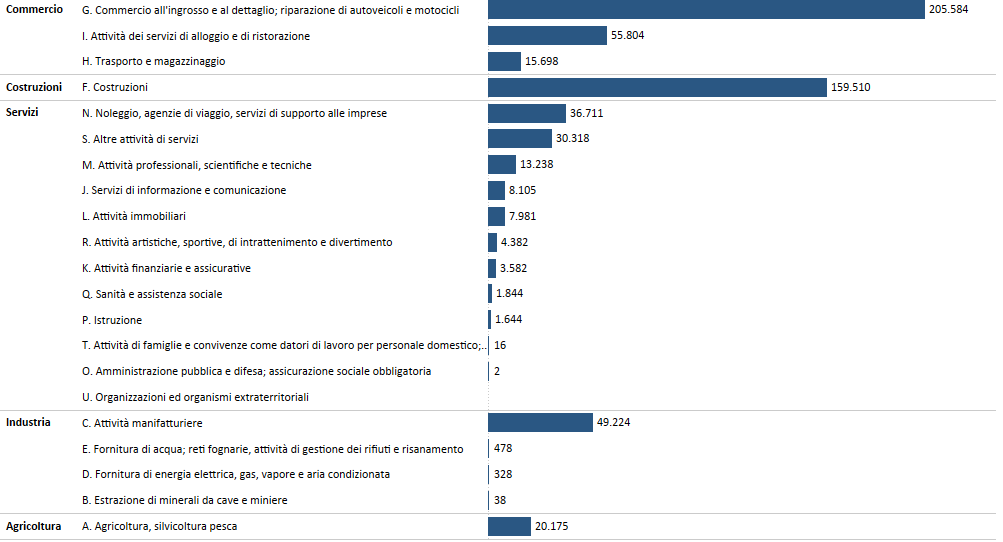 Commercio G. Commercio all'ingrosso e al dettaglio; riparazione di autoveicoli e motocicli 205.584
I. Attività dei servizi di alloggio e di ristorazione 55.804
H. Trasporto e magazzinaggio 15.698
Costruzioni F. Costruzioni 159.510
Servizi N. Noleggio, agenzie di viaggio, servizi di supporto alle imprese 36.711
S. Altre attività di servizi 30.318
M. Attività professionali, scientifiche e tecniche 13.238
J. Servizi di informazione e comunicazione 8.105
L. Attività immobiliari 7.981
R. Attività artistiche, sportive, di intrattenimento e divertimento 4.382
K. Attività finanziarie e assicurative 3.582
Q. Sanità e assistenza sociale 1.844
P. Istruzione 1.644
T. Attività di famiglie e convivenze come datori di lavoro per personale domestico;.. 16
O. Amministrazione pubblica e difesa; assicurazione sociale obbligatoria 2
U. Organizzazioni ed organismi extraterritoriali
Industria C. Attività manifatturiere 49.224
E. Fornitura di acqua; reti fognarie, attività di gestione dei rifiuti e risanamento 478
D. Fornitura di energia elettrica, gas, vapore e aria condizionata 328
B. Estrazione di minerali da cave e miniere 38
Agricoltura A. Agricoltura, silvicoltura pesca 20.175